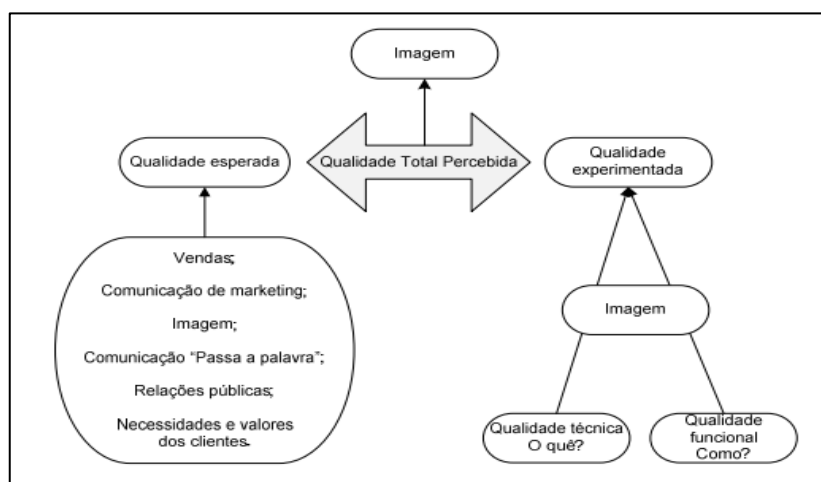 Imagem
Qualidade esperada
Qualidade Total Percebida
Qualidade
experimentada
Vendas;
Comunicação de marketing;
Imagem;
Comunicação “Passa a palavra”;
Relações públicas;
Necessidades e valores
dos clientes.
Imagem
Qualidade técnica
O quê?
Qualidade
funcional
Como?